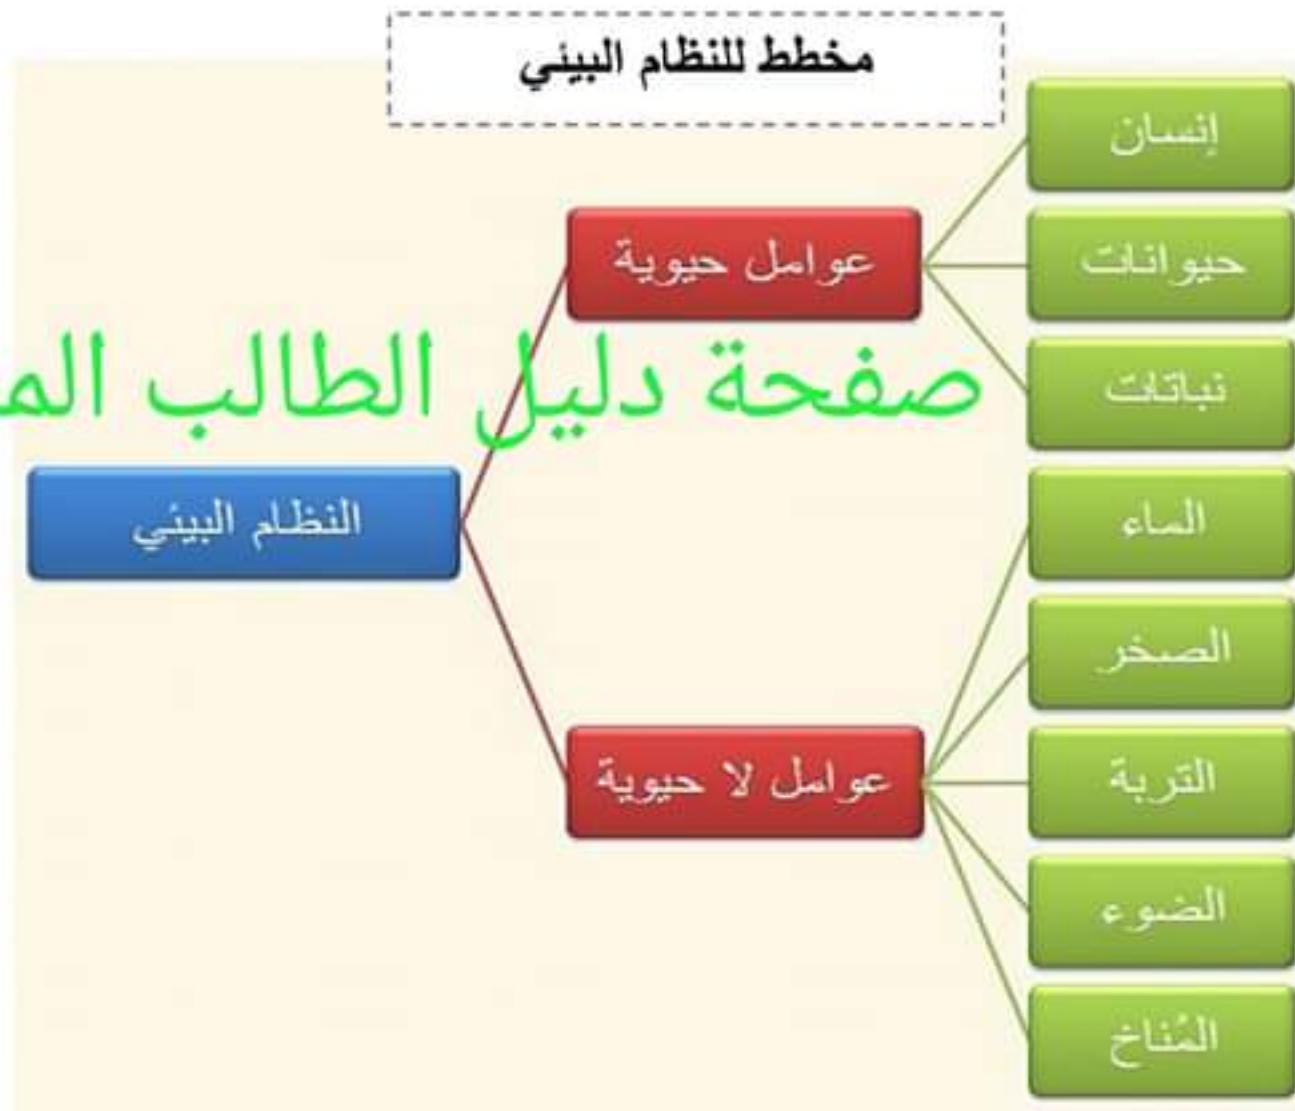 مخطط للنظام البيئي
إنسان
عوامل حيوية
حيوانات
نباتات
صفحة دليل الطالب
النظام البيئي
الماء
الصخر
عوامل لا حيوية
التربة
الضوء
المُناخ